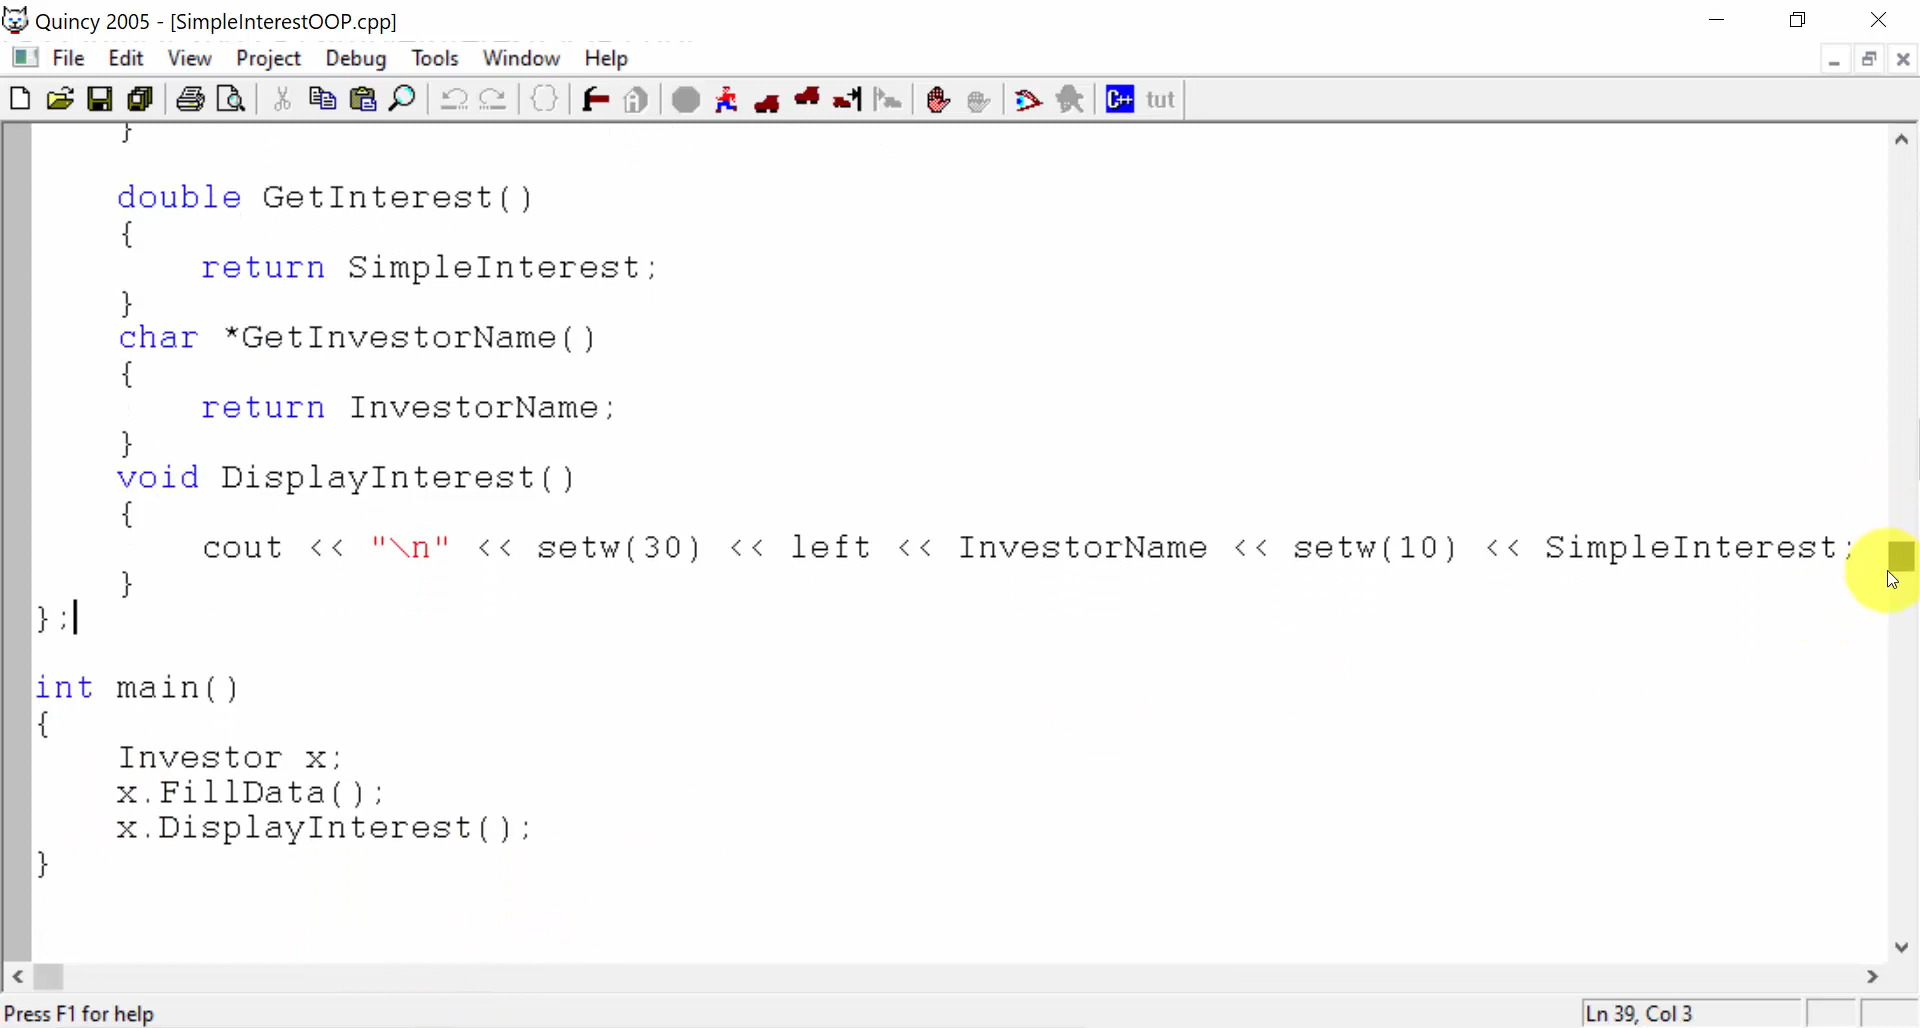 Quincy 2005 - [SimpleInterestOOP.cpp]
File Edit View Project Debug Tools Window Help
C++ tut
}
double GetInterest()
{
return SimpleInterest;
}
char *GetInvestorName()
{
return InvestorName;
}
void DisplayInterest()
{
cout << "\n" << setw(30) << left << InvestorName << setw(10) << SimpleInterest;
}
};
int main()
{
Investor x;
x.FillData();
x.DisplayInterest();
}
Press F1 for help
Ln 39, Col 3